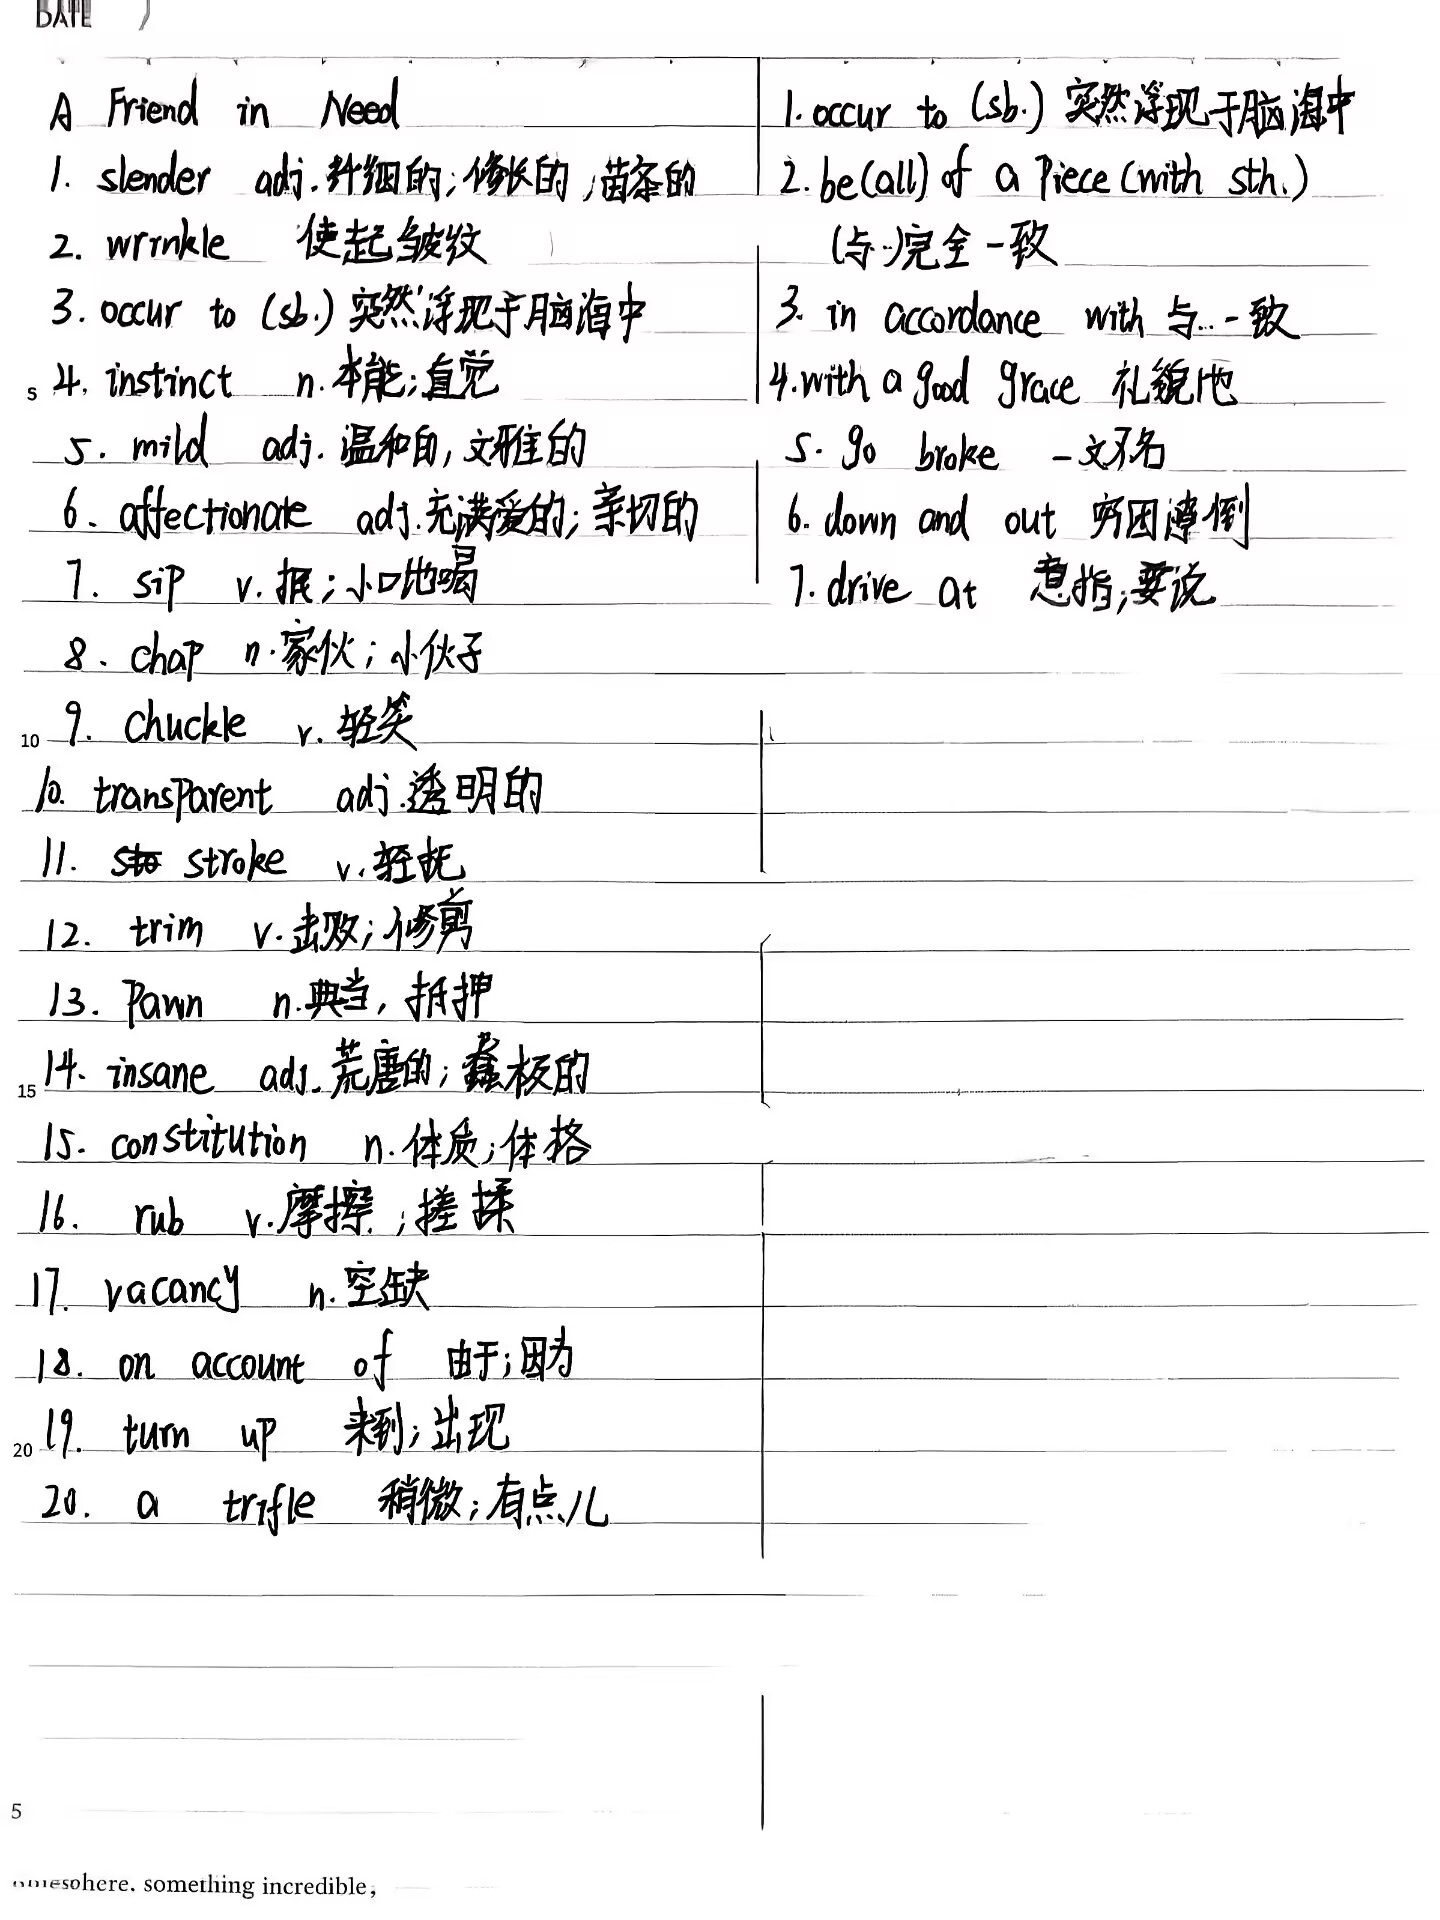 DATE
A Friend in Need
1. slender adj.纤细的;修长的;苗条的
2. wrinkle 使起皱纹
3. occur to (sb.) 突然浮现于脑海中
5 4. instinct n.本能;直觉
5. mild adj.温和的,文雅的
6. affectionate adj.充满爱的;亲切的
7. sip v.抿;小口地喝
8. chap n.家伙;小伙子
10 9. chuckle v.轻笑
10. transparent adj.透明的
11. sto stroke v.轻抚
12. trim v.击败;修剪
13. Pawn n.典当,抵押
15 14. insane adj.荒唐的;蠢极的
15. constitution n.体质;体格
16. rub v.摩擦;搓揉
17. vacancy n.空缺
18. on account of 由于;因为
20 19. turn up 来到;出现
20. a trifle 稍微;有点儿
1. occur to (sb.) 突然浮现于脑海中
2. be(all) of a Piece (with sth.)
(与…)完全一致
3. in accordance with 与…一致
4. with a good grace 礼貌地
5. go broke 一文不名
6. down and out 穷困潦倒
7. drive at 意指;要说
5
something incredible,